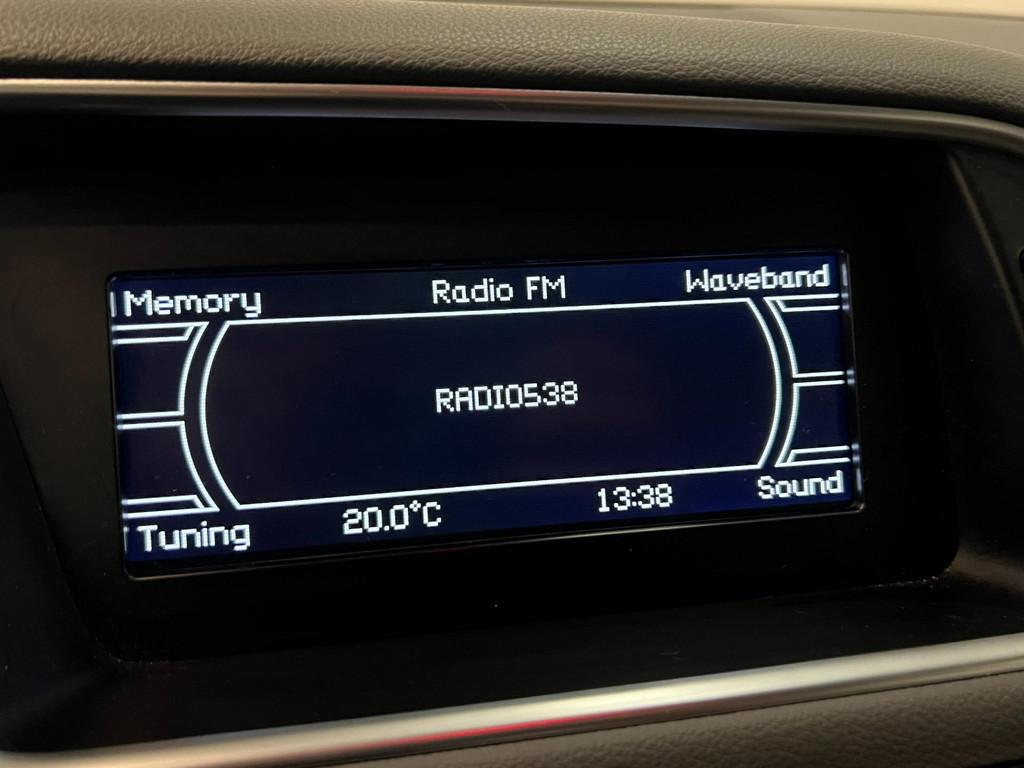 Memory Radio FM Waveband
RADIO538
Tuning 20.0°C 13:38 Sound